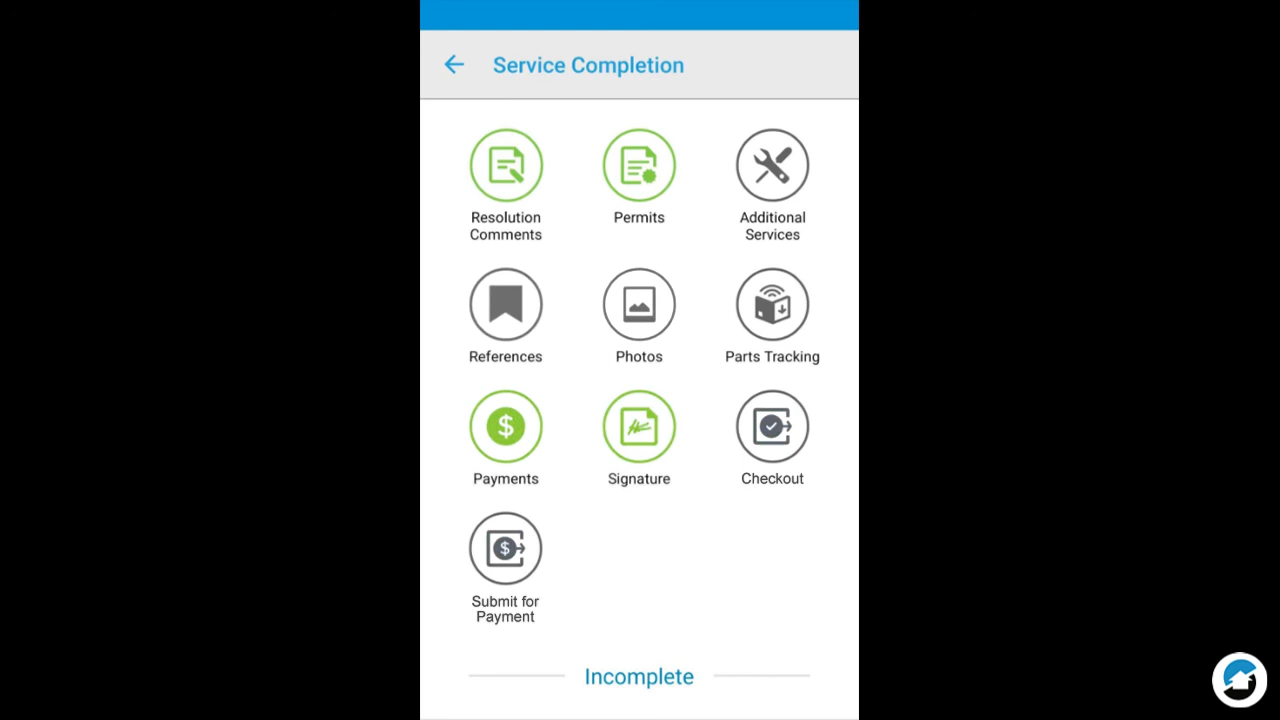 Service Completion
Resolution
Comments
Permits
Additional
Services
References
Photos
Parts Tracking
$
Payments
Signature
Checkout
$
Submit for
Payment
Incomplete